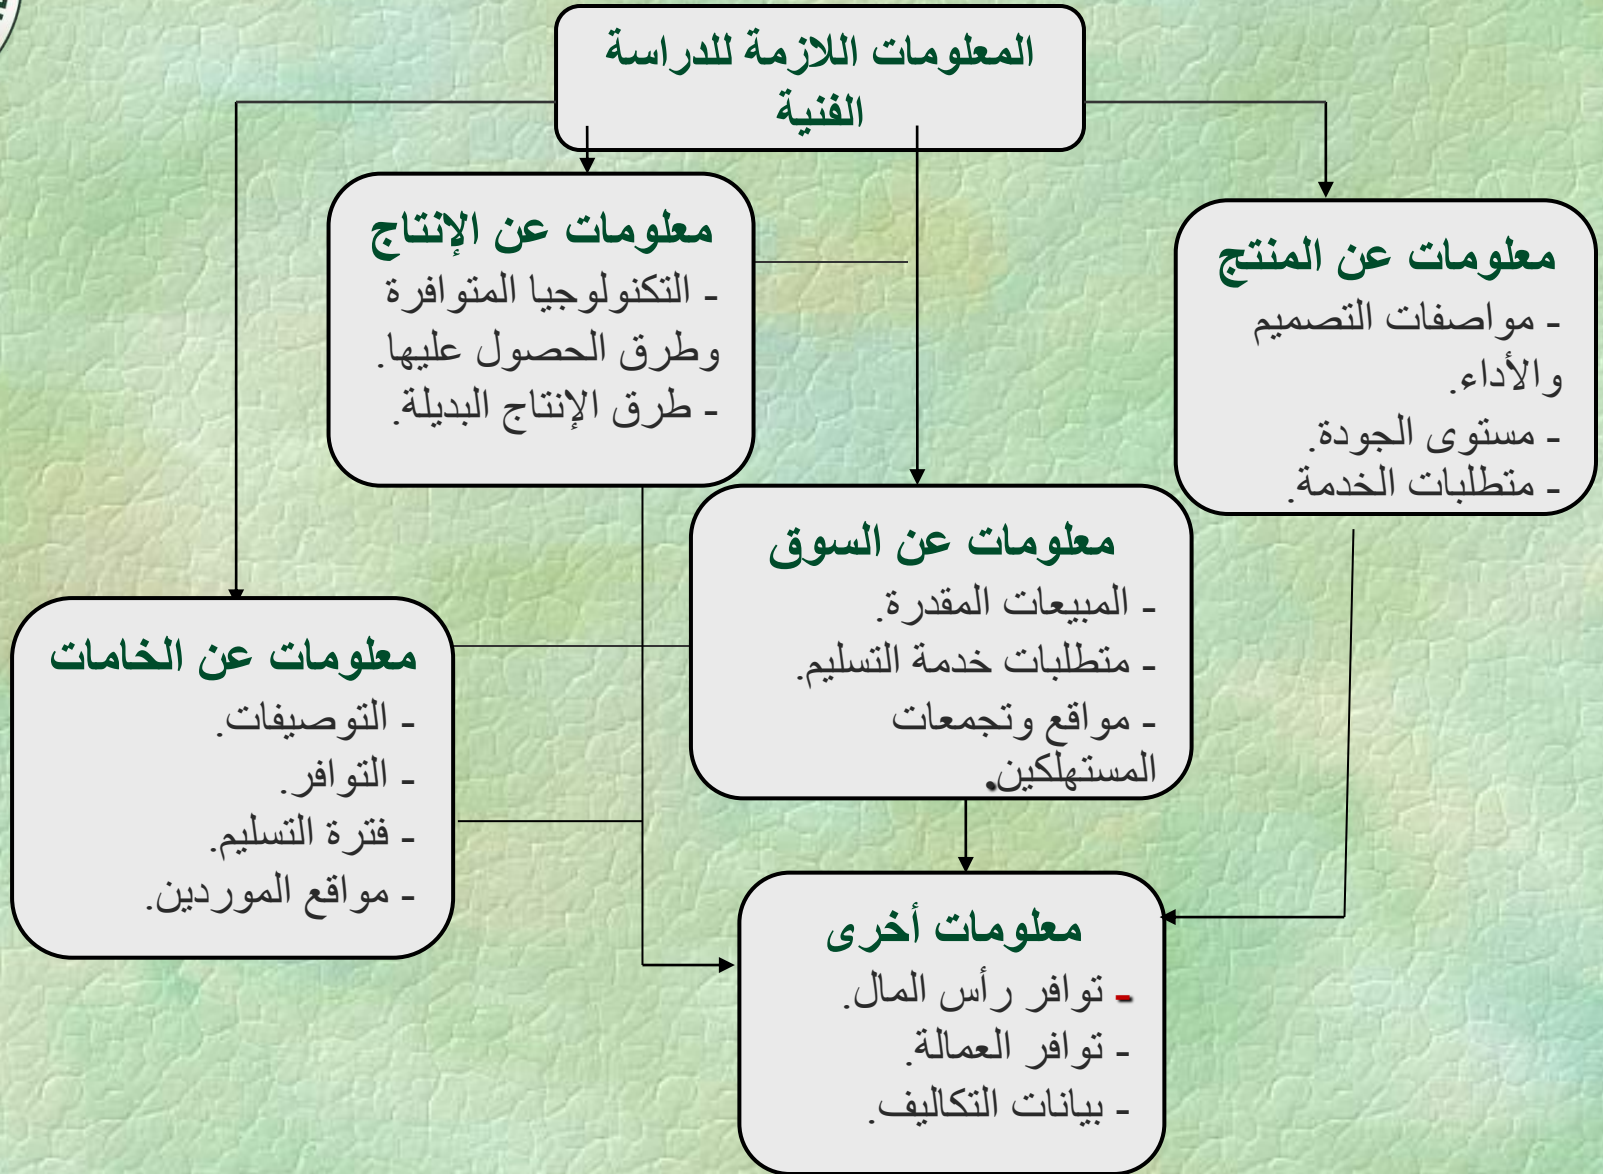 المعلومات اللازمة للدراسة
الفنية
معلومات عن المنتج
- مواصفات التصميم
والأداء.
- مستوى الجودة.
- متطلبات الخدمة.
معلومات عن الإنتاج
- التكنولوجيا المتوافرة
وطرق الحصول عليها.
- طرق الإنتاج البديلة.
معلومات عن السوق
- المبيعات المقدرة.
- متطلبات خدمة التسليم.
- مواقع وتجمعات
المستهلكين.
معلومات عن الخامات
- التوصيفات.
- التوافر.
- فترة التسليم.
- مواقع الموردين.
معلومات أخرى
- توافر رأس المال.
- توافر العمالة.
- بيانات التكاليف.